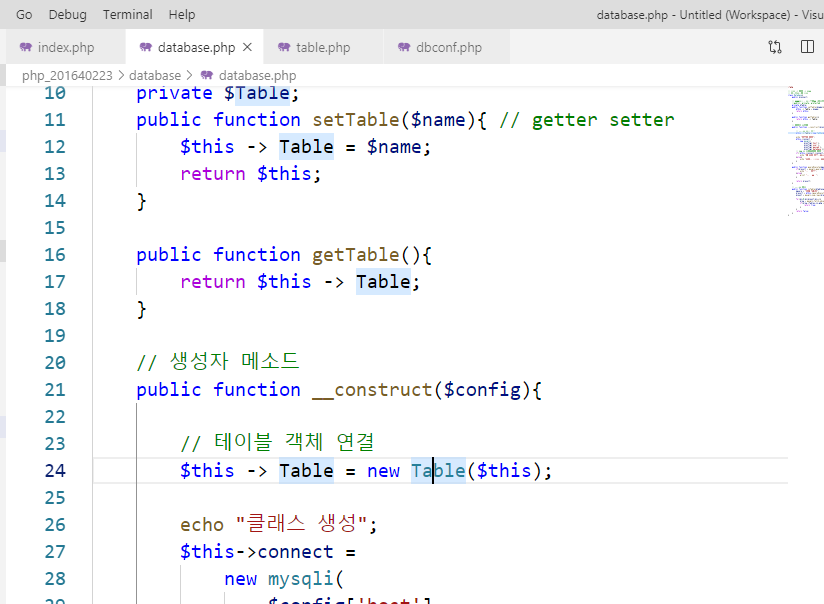 Go Debug Terminal Help database.php - Untitled (Workspace) - Visu
index.php database.php × table.php dbconf.php
php_201640223 > database > database.php
10 private $Table;
11 public function setTable($name){ // getter setter
12 $this -> Table = $name;
13 return $this;
14 }
15
16 public function getTable(){
17 return $this -> Table;
18 }
19
20 // 생성자 메소드
21 public function __construct($config){
22
23 // 테이블 객체 연결
24 $this -> Table = new Table($this);
25
26 echo "클래스 생성";
27 $this->connect =
28 new mysqli(
29 $config['host'],